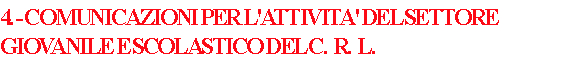 4. - COMUNICAZIONI PER L'ATTIVITA' DEL SETTORE
GIOVANILE E SCOLASTICO DEL C. R. L.